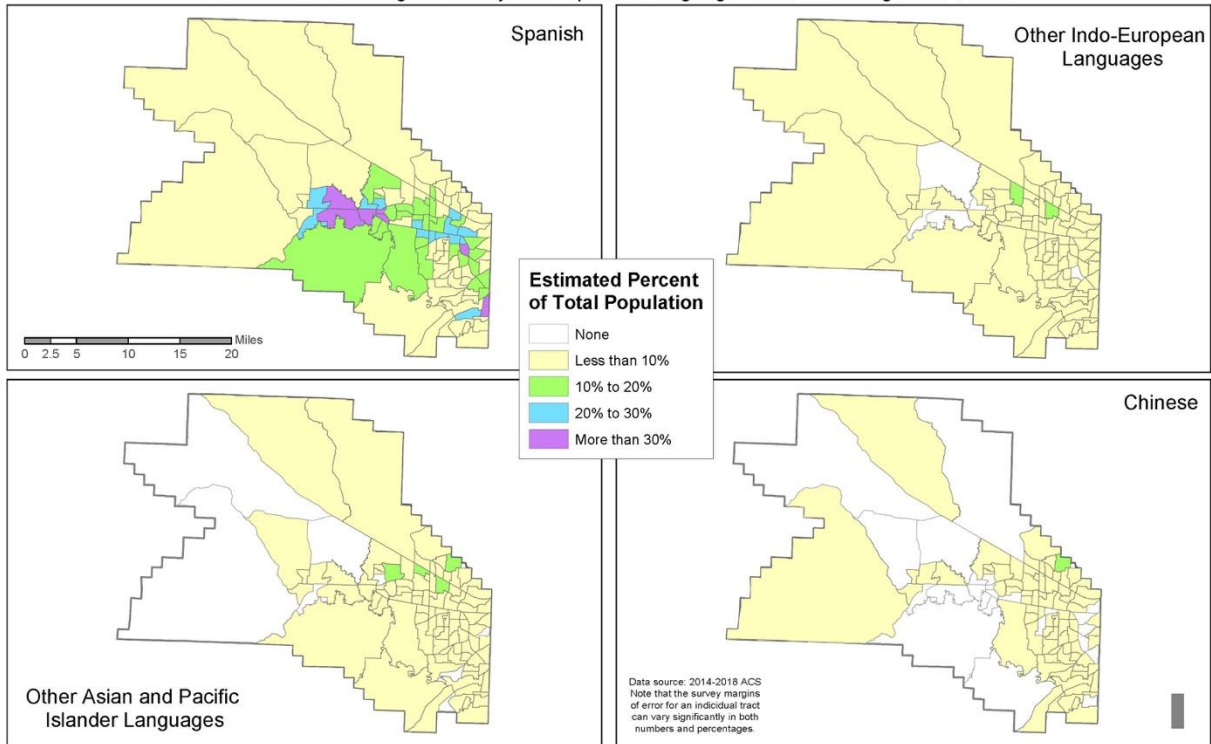 Spanish
Other Indo-European
Languages
Estimated Percent
of Total Population
None
Less than 10%
10% to 20%
20% to 30%
More than 30%
Miles
0 2.5 5 10 15 20
Chinese
Other Asian and Pacific
Islander Languages
Data source: 2014-2018 ACS
Note that the survey margins
of error for an indicidual tract
can vary significantly in both
numbers and percentages.